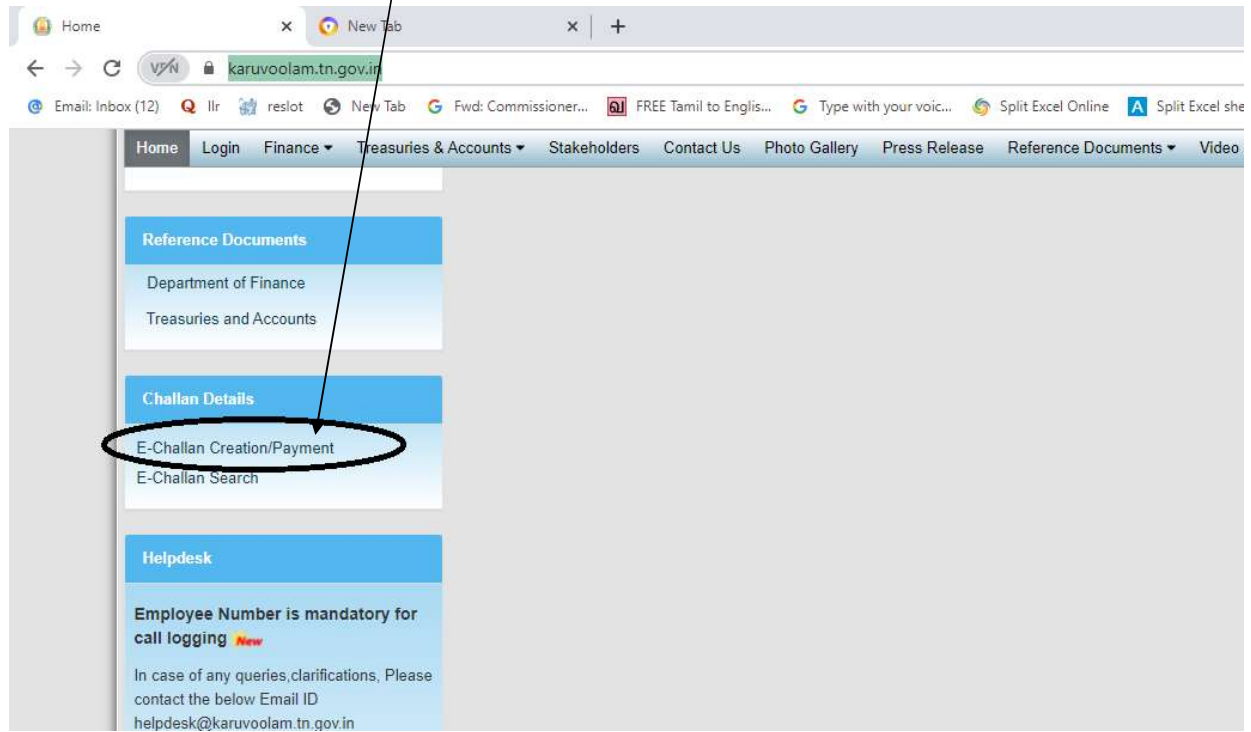 Home
New Tab
VPN karuvoolam.tn.gov.in
Email: Inbox (12) Q llr reslot New Tab G Fwd: Commissioner... ல FREE Tamil to Englis... G Type with your voic... Split Excel Online A Split Excel she
Home Login Finance Treasuries & Accounts Stakeholders Contact Us Photo Gallery Press Release Reference Documents Video
Reference Documents
Department of Finance
Treasuries and Accounts
Challan Details
E-Challan Creation/Payment
E-Challan Search
Helpdesk
Employee Number is mandatory for
call logging New
In case of any queries,clarifications, Please
contact the below Email ID
helpdesk@karuvoolam.tn.gov.in